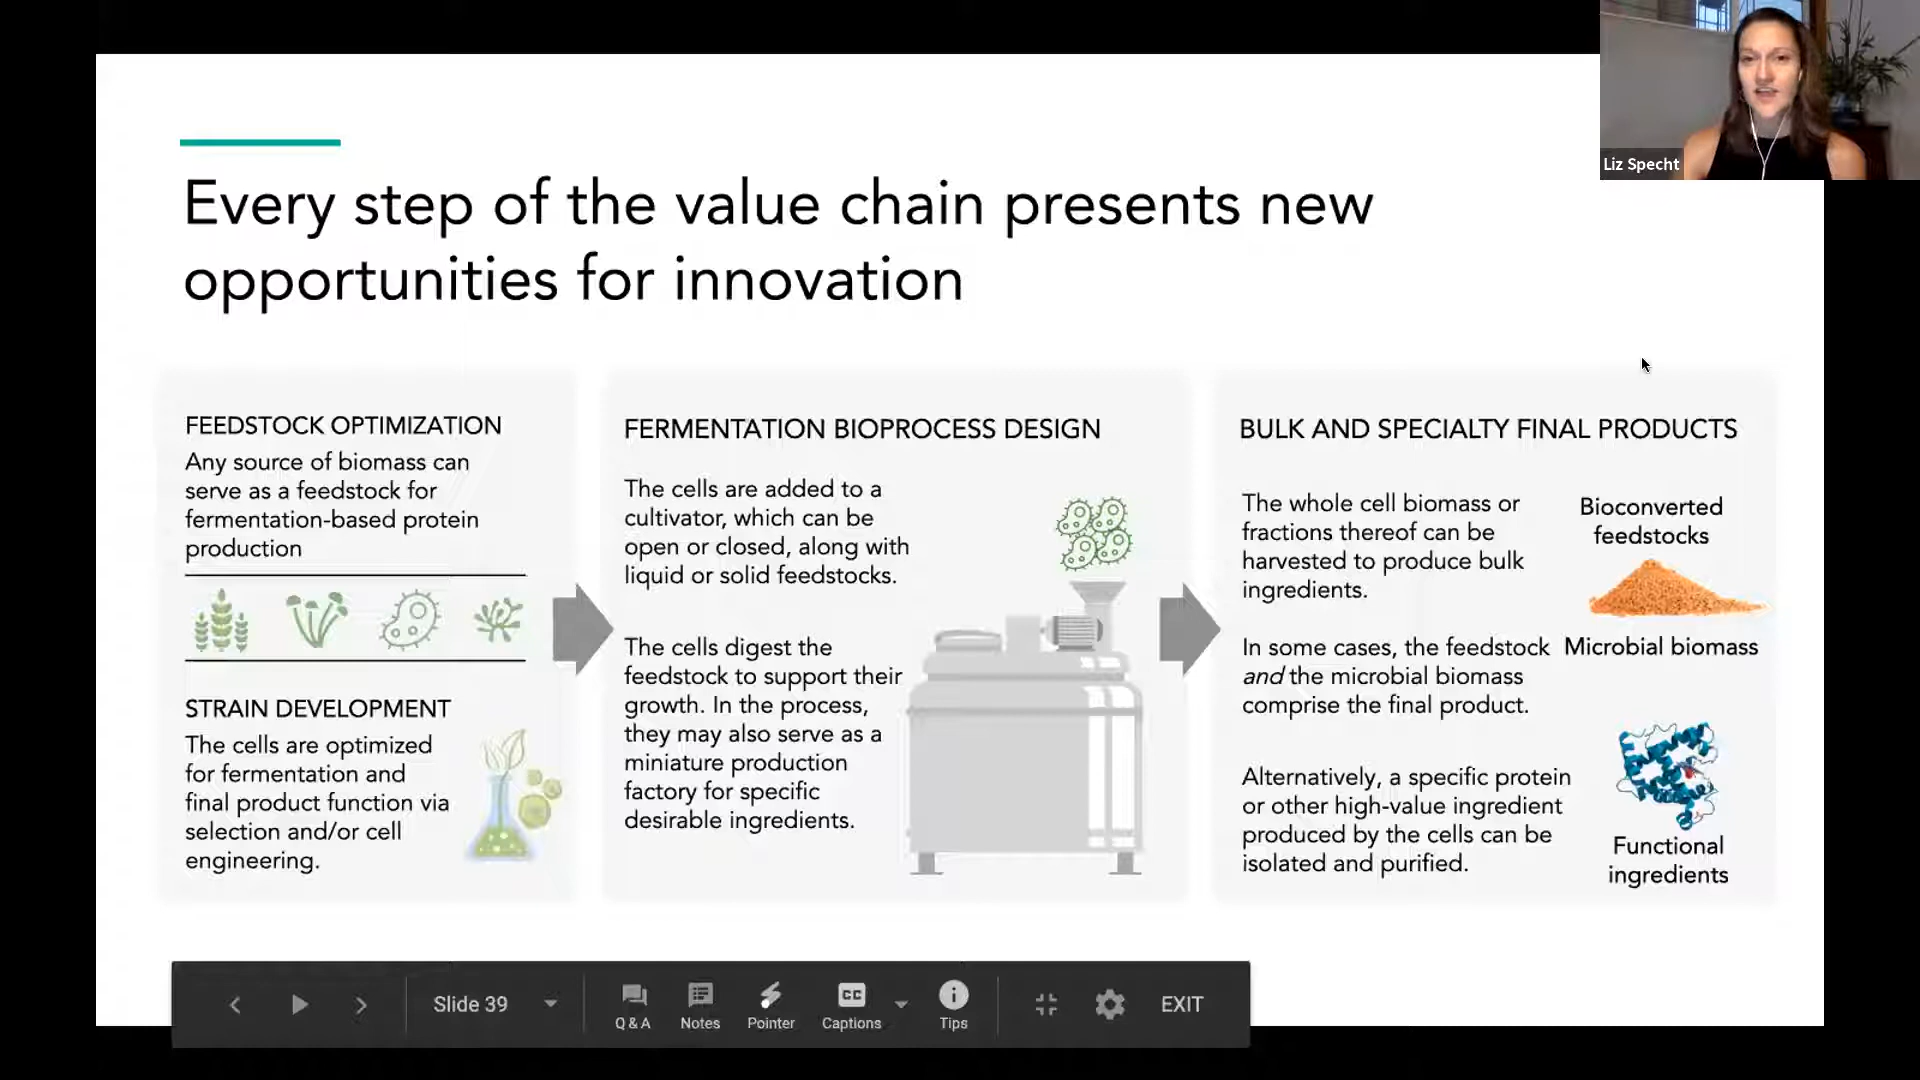 Liz Specht
Every step of the value chain presents new
opportunities for innovation
FEEDSTOCK OPTIMIZATION
Any source of biomass can
serve as a feedstock for
fermentation-based protein
production
STRAIN DEVELOPMENT
The cells are optimized
for fermentation and
final product function via
selection and/or cell
engineering.
FERMENTATION BIOPROCESS DESIGN
The cells are added to a
cultivator, which can be
open or closed, along with
liquid or solid feedstocks.
The cells digest the
feedstock to support their
growth. In the process,
they may also serve as a
miniature production
factory for specific
desirable ingredients.
BULK AND SPECIALTY FINAL PRODUCTS
The whole cell biomass or
fractions thereof can be
harvested to produce bulk
ingredients.
In some cases, the feedstock
and the microbial biomass
comprise the final product.
Alternatively, a specific protein
or other high-value ingredient
produced by the cells can be
isolated and purified.
Bioconverted
feedstocks
Microbial biomass
Functional
ingredients
Slide 39
Q & A
Notes
Pointer
CC
Captions
Tips
EXIT